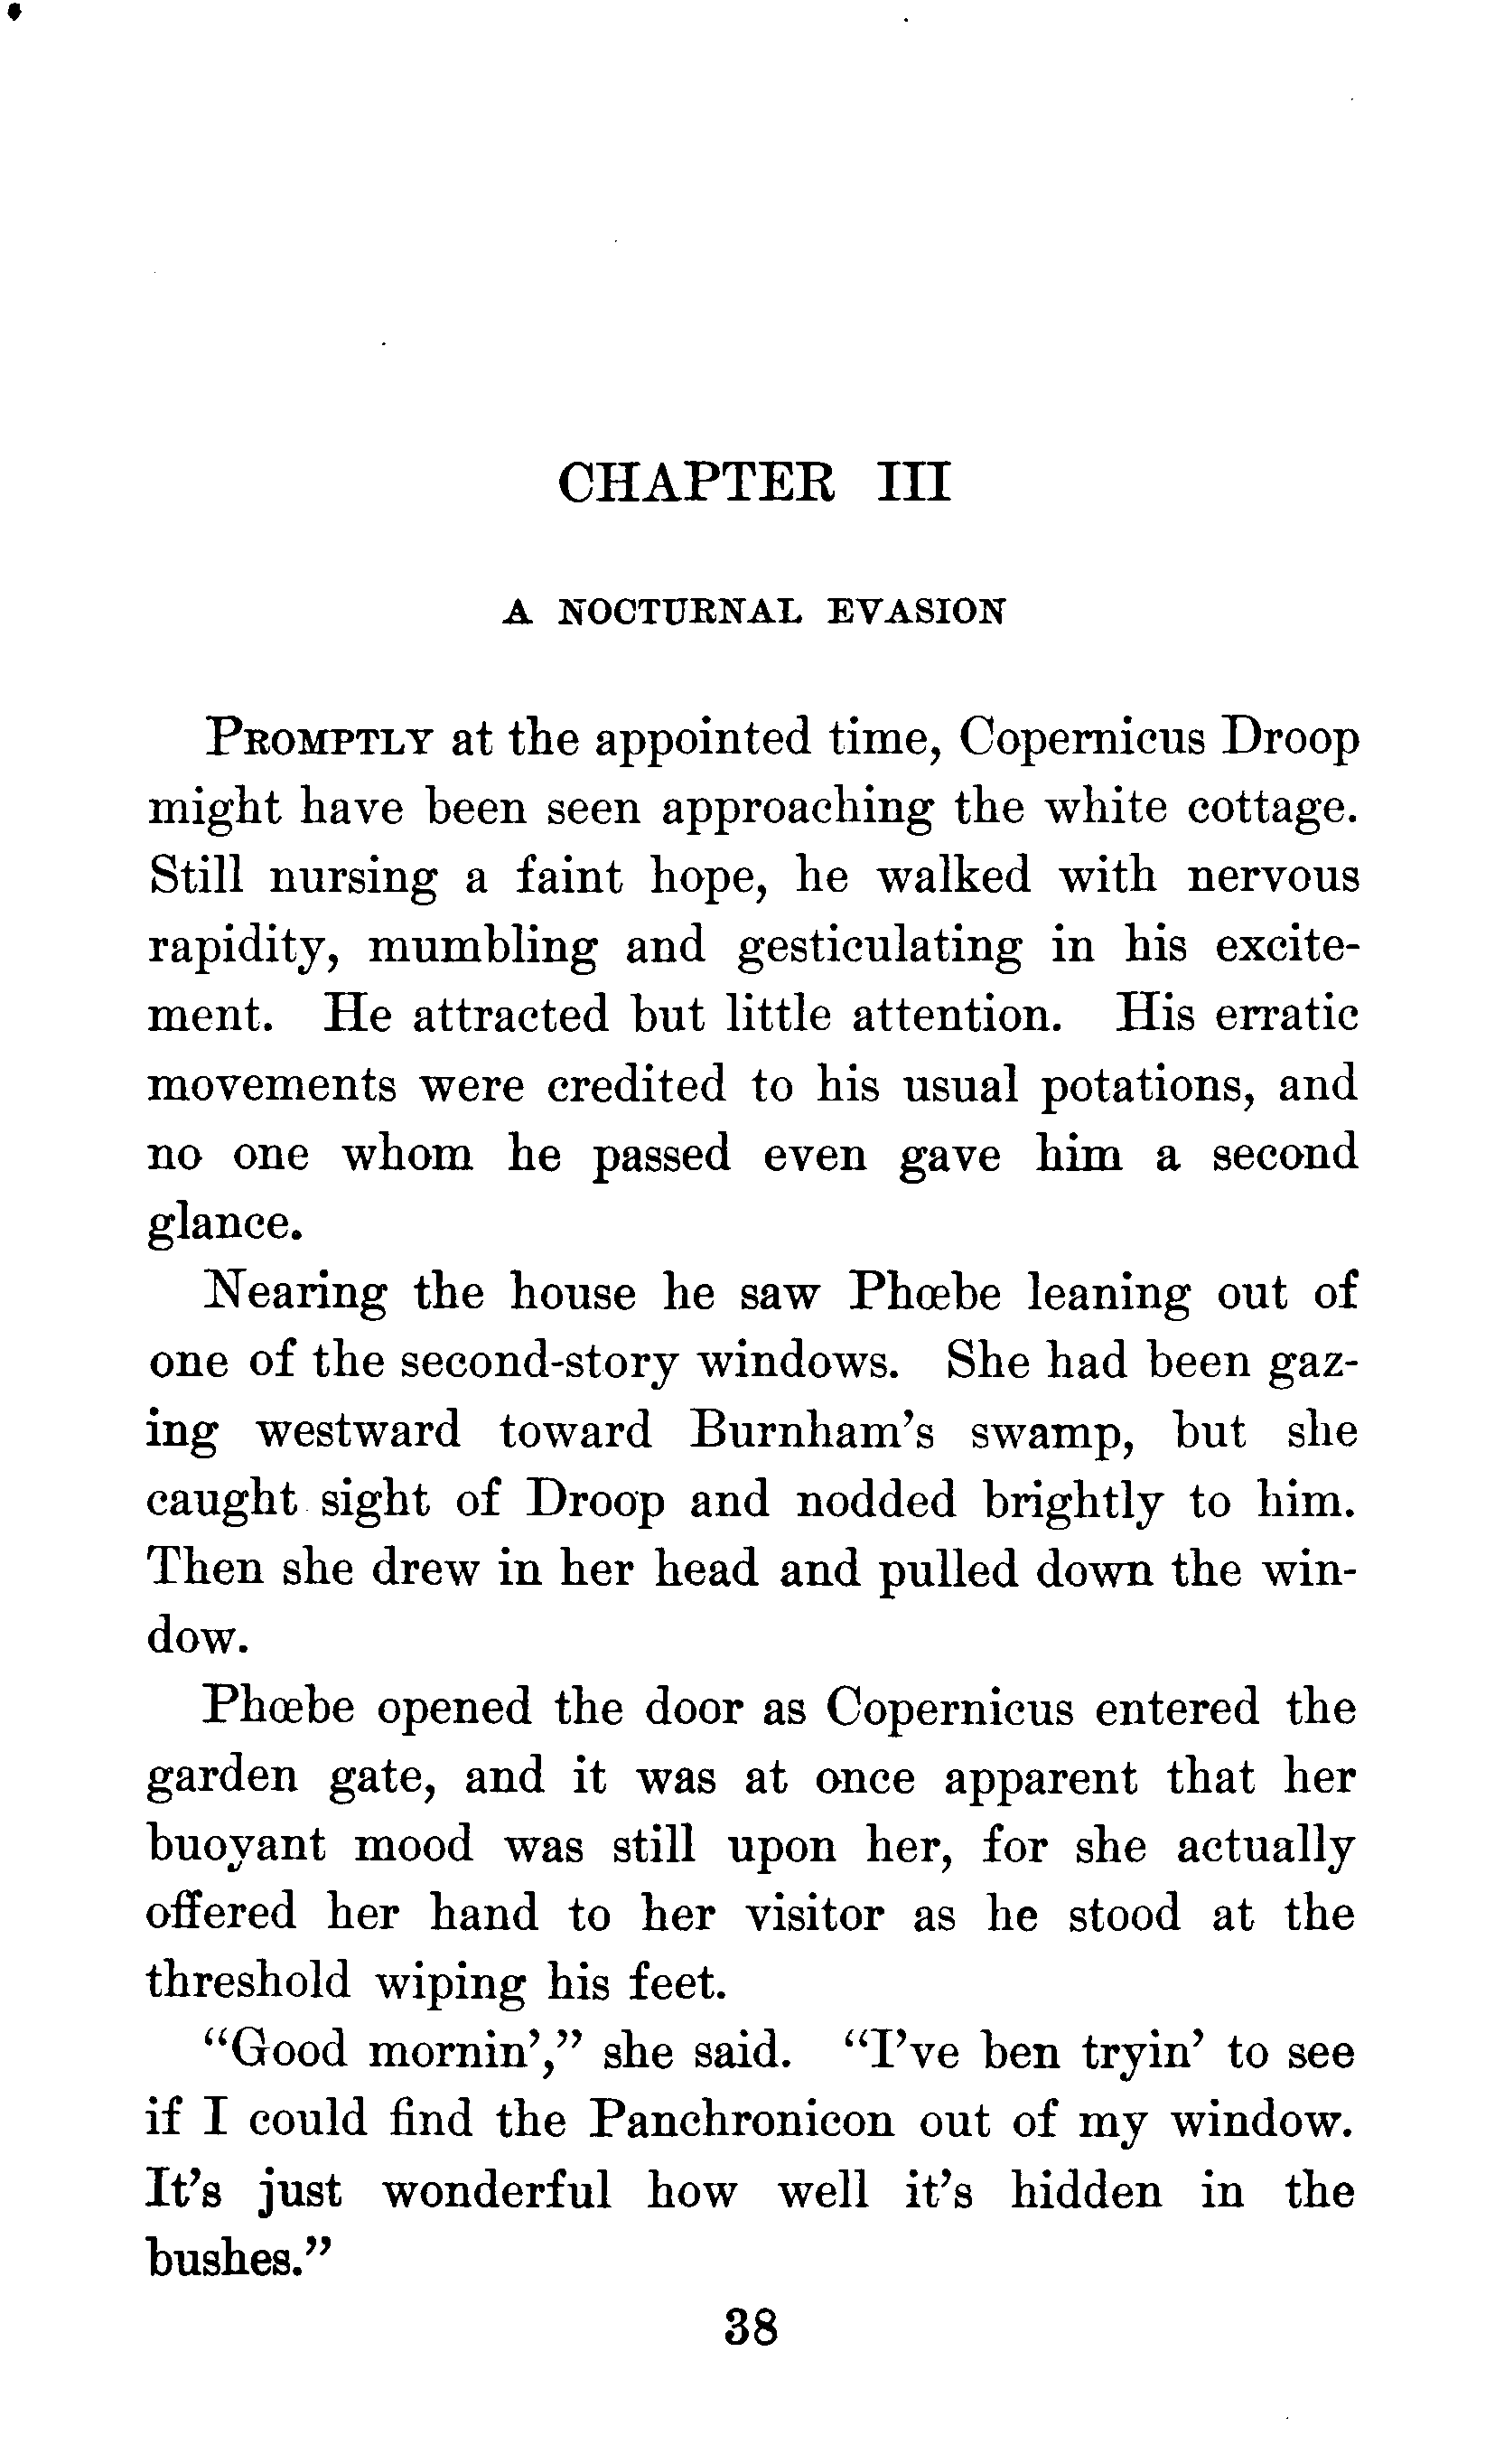 CHAPTER III
A NOCTURNAL EVASION
PROMPTLY at the appointed time, Copernicus Droop
might have been seen approaching the white cottage.
Still nursing a faint hope, he walked with nervous
rapidity, mumbling and gesticulating in his excite-
ment. He attracted but little attention. His erratic
movements were credited to his usual potations, and
no one whom he passed even gave him a second
glance.
Nearing the house he saw Phœbe leaning out of
one of the second-story windows. She had been gaz-
ing westward toward Burnham's swamp, but she
caught sight of Droop and nodded brightly to him.
Then she drew in her head and pulled down the win-
dow.
Phœbe opened the door as Copernicus entered the
garden gate, and it was at once apparent that her
buoyant mood was still upon her, for she actually
offered her hand to her visitor as he stood at the
threshold wiping his feet.
“Good mornin’,” she said. “I’ve ben tryin’ to see
if I could find the Panchronicon out of my window.
It’s just wonderful how well it’s hidden in the
bushes.”
38